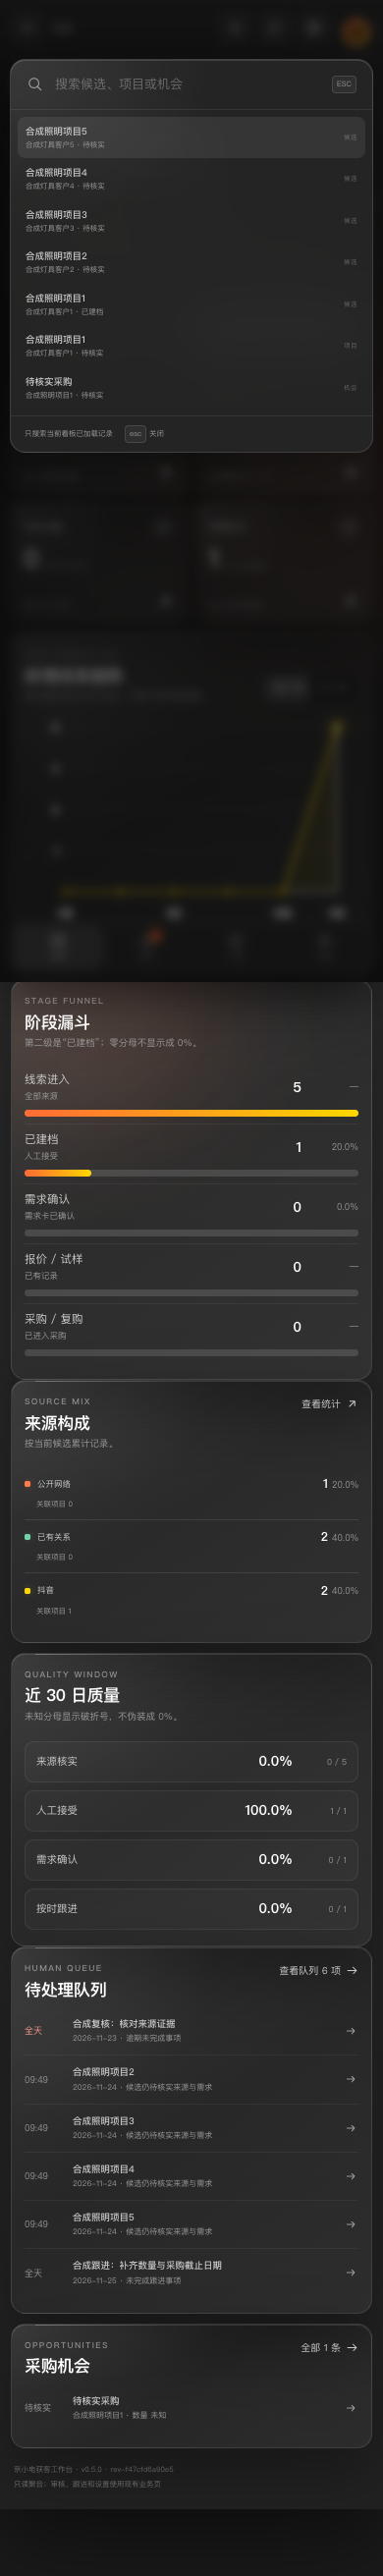 搜索候选、项目或机会
ESC
合成照明项目5
合成灯具客户5 · 待核实
候选
合成照明项目4
合成灯具客户4 · 待核实
候选
合成照明项目3
合成灯具客户3 · 待核实
候选
合成照明项目2
合成灯具客户2 · 待核实
候选
合成照明项目1
合成灯具客户1 · 已建档
候选
合成照明项目1
合成灯具客户1 · 待核实
项目
待核实采购
合成照明项目1 · 待核实
机会
只搜索当前看板已加载记录 esc 关闭
STAGE FUNNEL
阶段漏斗
第二级是“已建档”；零分母不显示成 0%。
线索进入
全部来源
5 —
已建档
人工接受
1 20.0%
需求确认
需求卡已确认
0 0.0%
报价 / 试样
已有记录
0 —
采购 / 复购
已进入采购
0 —
SOURCE MIX
查看统计 ↗
来源构成
按当前候选累计记录。
公开网络 1 20.0%
关联项目 0
已有关系 2 40.0%
关联项目 0
抖音 2 40.0%
关联项目 1
QUALITY WINDOW
近 30 日质量
未知分母显示破折号，不伪装成 0%。
来源核实 0.0% 0 / 5
人工接受 100.0% 1 / 1
需求确认 0.0% 0 / 1
按时跟进 0.0% 0 / 1
HUMAN QUEUE
查看队列 6 项 →
待处理队列
全天 合成复核：核对来源证据 →
2026-11-23 · 逾期未完成事项
09:49 合成照明项目2 →
2026-11-24 · 候选仍待核实来源与需求
09:49 合成照明项目3 →
2026-11-24 · 候选仍待核实来源与需求
09:49 合成照明项目4 →
2026-11-24 · 候选仍待核实来源与需求
09:49 合成照明项目5 →
2026-11-24 · 候选仍待核实来源与需求
全天 合成跟进：补齐数量与采购截止日期 →
2026-11-25 · 未完成跟进事项
OPPORTUNITIES
全部 1 条 →
采购机会
待核实 待核实采购 →
合成照明项目1 · 数量 未知
京小电获客工作台 · v0.5.0 · rev-f47cfd6a90e5
只读聚合；审核、跟进和设置使用现有业务页